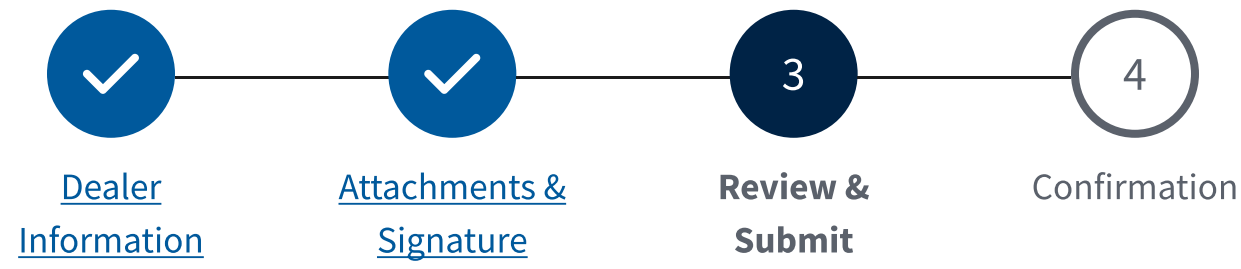 3
4
Dealer
Information
Attachments &
Signature
Review &
Submit
Confirmation